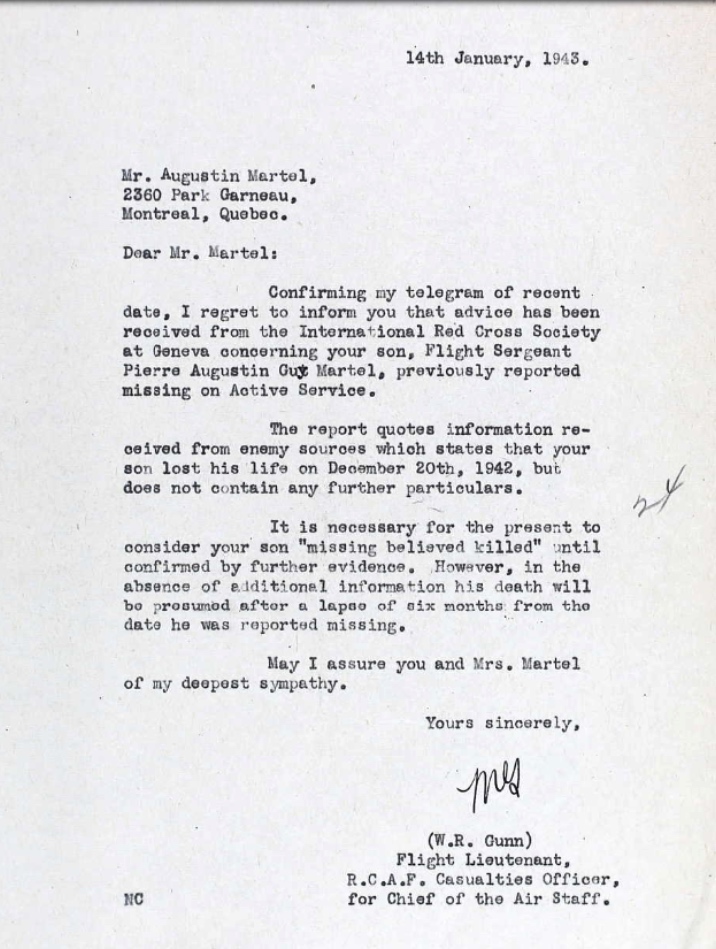 14th January, 1943.
Mr. Augustin Martel,
2360 Park Garneau,
Montreal, Quebec.
Dear Mr. Martel:
Confirming my telegram of recent
date, I regret to inform you that advice has been
received from the International Red Cross Society
at Geneva concerning your son, Flight Sergeant
Pierre Augustin Guy Martel, previously reported
missing on Active Service.
The report quotes information re-
ceived from enemy sources which states that your
son lost his life on December 20th, 1942, but
does not contain any further particulars.
24
It is necessary for the present to
consider your son "missing believed killed" until
confirmed by further evidence. However, in the
absence of additional information his death will
be presumed after a lapse of six months from the
date he was reported missing.
May I assure you and Mrs. Martel
of my deepest sympathy.
Yours sincerely,
(W.R. Gunn)
Flight Lieutenant,
R.C.A.F. Casualties Officer,
NC for Chief of the Air Staff.